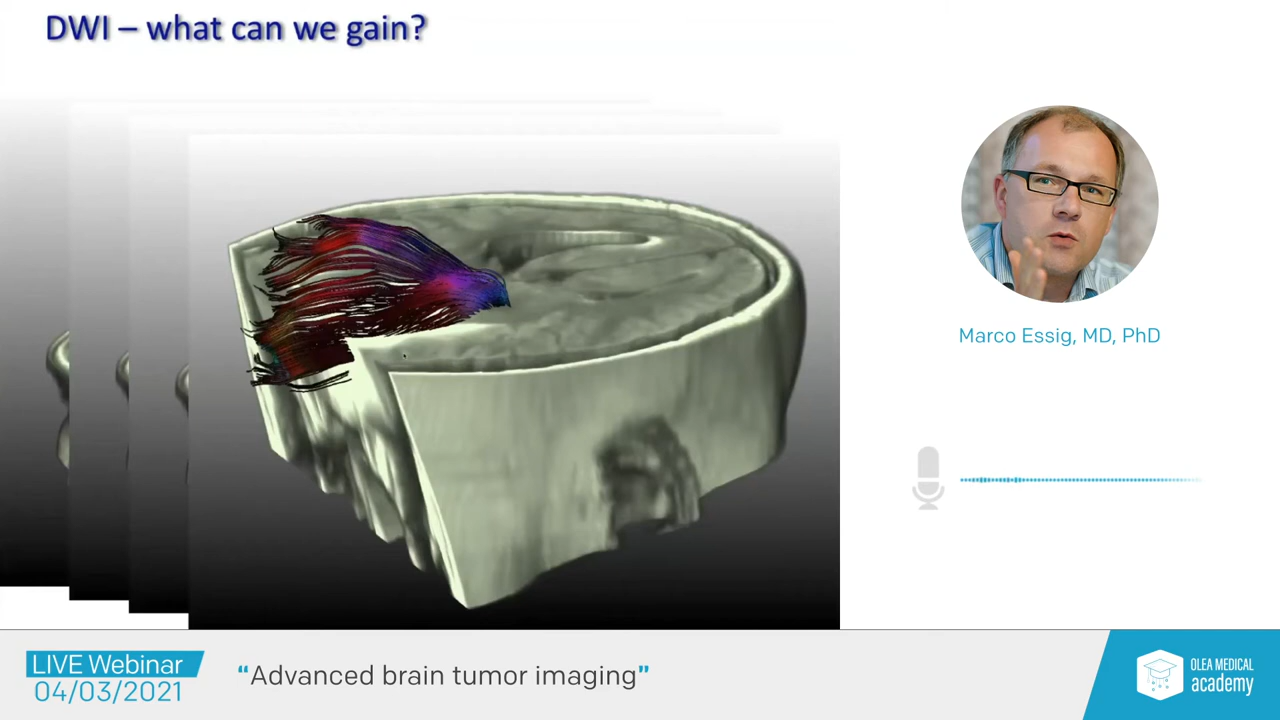 DWI – what can we gain?
Marco Essig, MD, PhD
LIVE Webinar
04/03/2021
“Advanced brain tumor imaging”
OLEA MEDICAL
academy